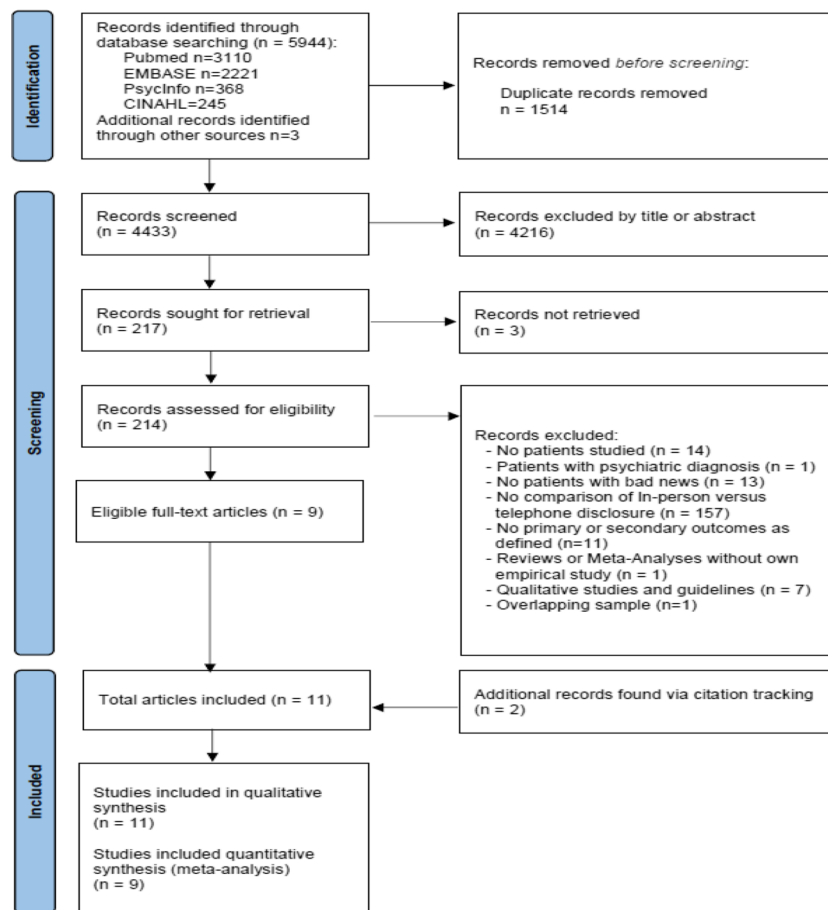 Identification
Records identified through
database searching (n = 5944):
Pubmed n=3110
EMBASE n=2221
PsycInfo n=368
CINAHL=245
Additional records identified
through other sources n=3
Records removed before screening:
Duplicate records removed
n = 1514
Screening
Records screened
(n = 4433)
Records excluded by title or abstract
(n = 4216)
Records sought for retrieval
(n = 217)
Records not retrieved
(n = 3)
Records assessed for eligibility
(n = 214)
Records excluded:
- No patients studied (n = 14)
- Patients with psychiatric diagnosis (n = 1)
- No patients with bad news (n = 13)
- No comparison of In-person versus
telephone disclosure (n = 157)
- No primary or secondary outcomes as
defined (n=11)
- Reviews or Meta-Analyses without own
empirical study (n = 1)
- Qualitative studies and guidelines (n = 7)
- Overlapping sample (n=1)
Eligible full-text articles (n = 9)
Included
Total articles included (n = 11)
Additional records found via citation tracking
(n = 2)
Studies included in qualitative
synthesis
(n = 11)
Studies included quantitative
synthesis (meta-analysis)
(n = 9)